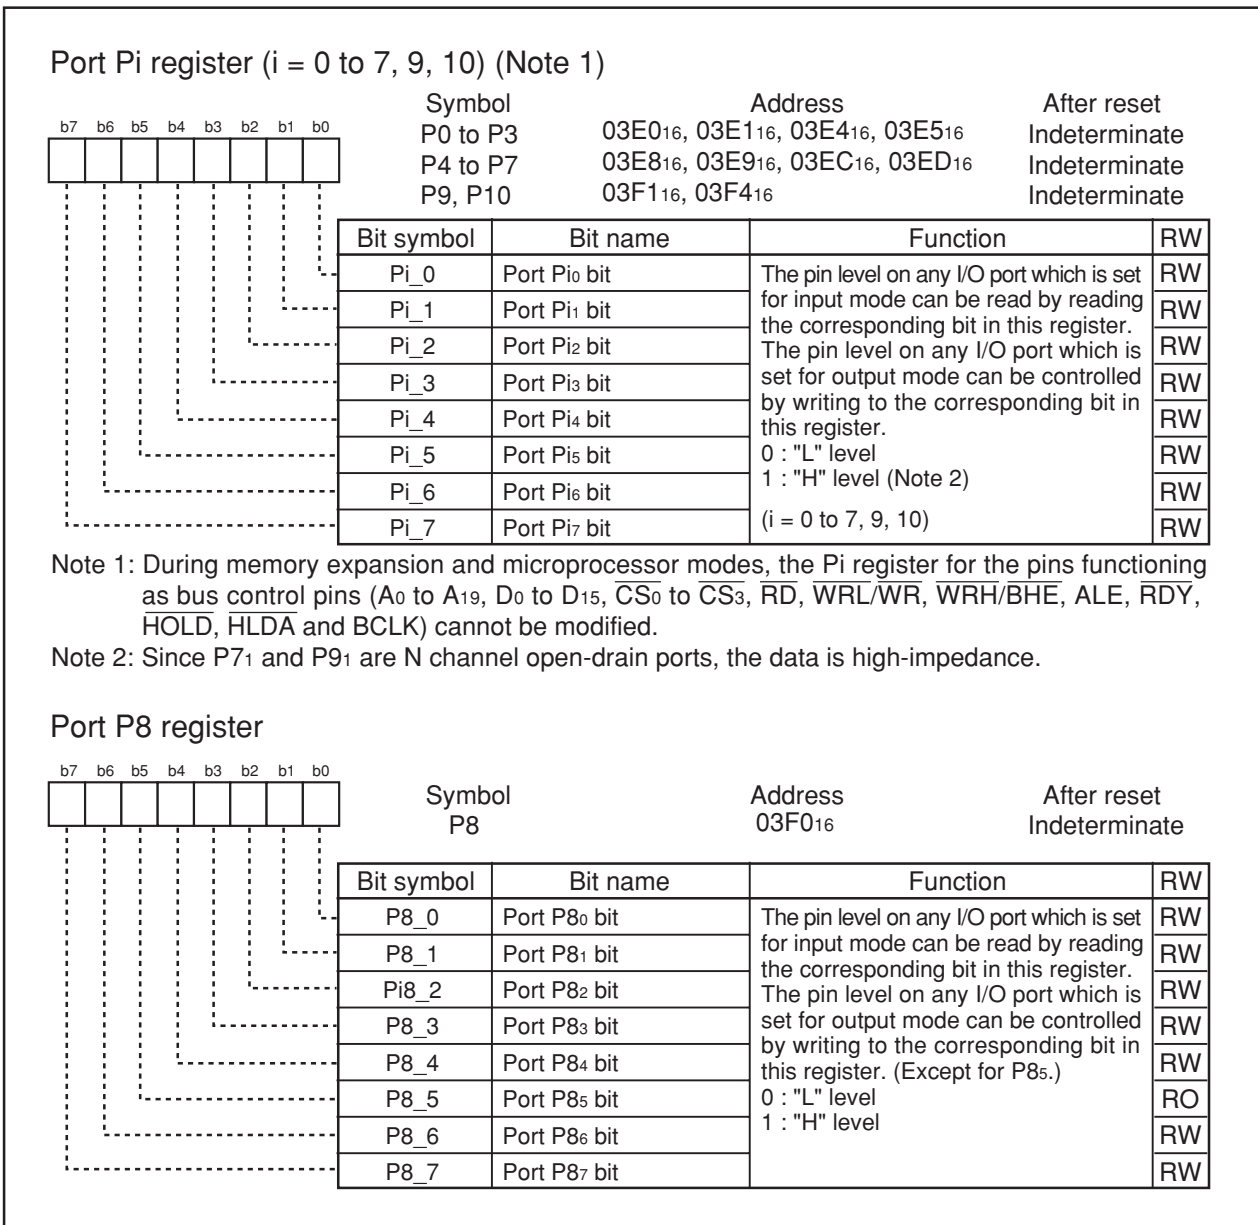 Port Pi register (i = 0 to 7, 9, 10) (Note 1)
Symbol Address After reset
b7 b6 b5 b4 b3 b2 b1 b0
P0 to P3 03E016, 03E116, 03E416, 03E516 Indeterminate
P4 to P7 03E816, 03E916, 03EC16, 03ED16 Indeterminate
P9, P10 03F116, 03F416 Indeterminate
Bit symbol Bit name Function RW
Pi_0 Port Pi0 bit The pin level on any I/O port which is set RW
Pi_1 Port Pi1 bit for input mode can be read by reading RW
the corresponding bit in this register.
Pi_2 Port Pi2 bit The pin level on any I/O port which is RW
Pi_3 Port Pi3 bit set for output mode can be controlled RW
by writing to the corresponding bit in
Pi_4 Port Pi4 bit this register. RW
Pi_5 Port Pi5 bit 0 : "L" level RW
1 : "H" level (Note 2)
Pi_6 Port Pi6 bit RW
Pi_7 Port Pi7 bit (i = 0 to 7, 9, 10) RW
Note 1: During memory expansion and microprocessor modes, the Pi register for the pins functioning
as bus control pins (A0 to A19, D0 to D15, CS0 to CS3, RD, WRL/WR, WRH/BHE, ALE, RDY,
HOLD, HLDA and BCLK) cannot be modified.
Note 2: Since P71 and P91 are N channel open-drain ports, the data is high-impedance.
Port P8 register
b7 b6 b5 b4 b3 b2 b1 b0
Symbol Address After reset
P8 03F016 Indeterminate
Bit symbol Bit name Function RW
P8_0 Port P80 bit The pin level on any I/O port which is set RW
P8_1 Port P81 bit for input mode can be read by reading RW
the corresponding bit in this register.
Pi8_2 Port P82 bit The pin level on any I/O port which is RW
P8_3 Port P83 bit set for output mode can be controlled RW
by writing to the corresponding bit in
P8_4 Port P84 bit this register. (Except for P85.) RW
P8_5 Port P85 bit 0 : "L" level RO
1 : "H" level
P8_6 Port P86 bit RW
P8_7 Port P87 bit RW